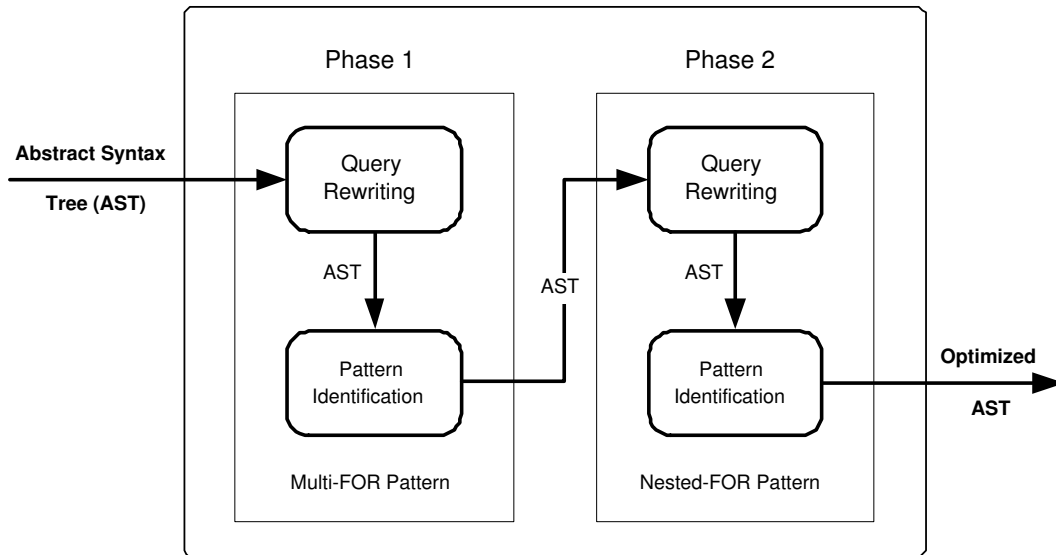 Phase 1
Phase 2
Abstract Syntax
Tree (AST)
Query
Rewriting
AST
Pattern
Identification
Multi-FOR Pattern
AST
Query
Rewriting
AST
Pattern
Identification
Nested-FOR Pattern
Optimized
AST